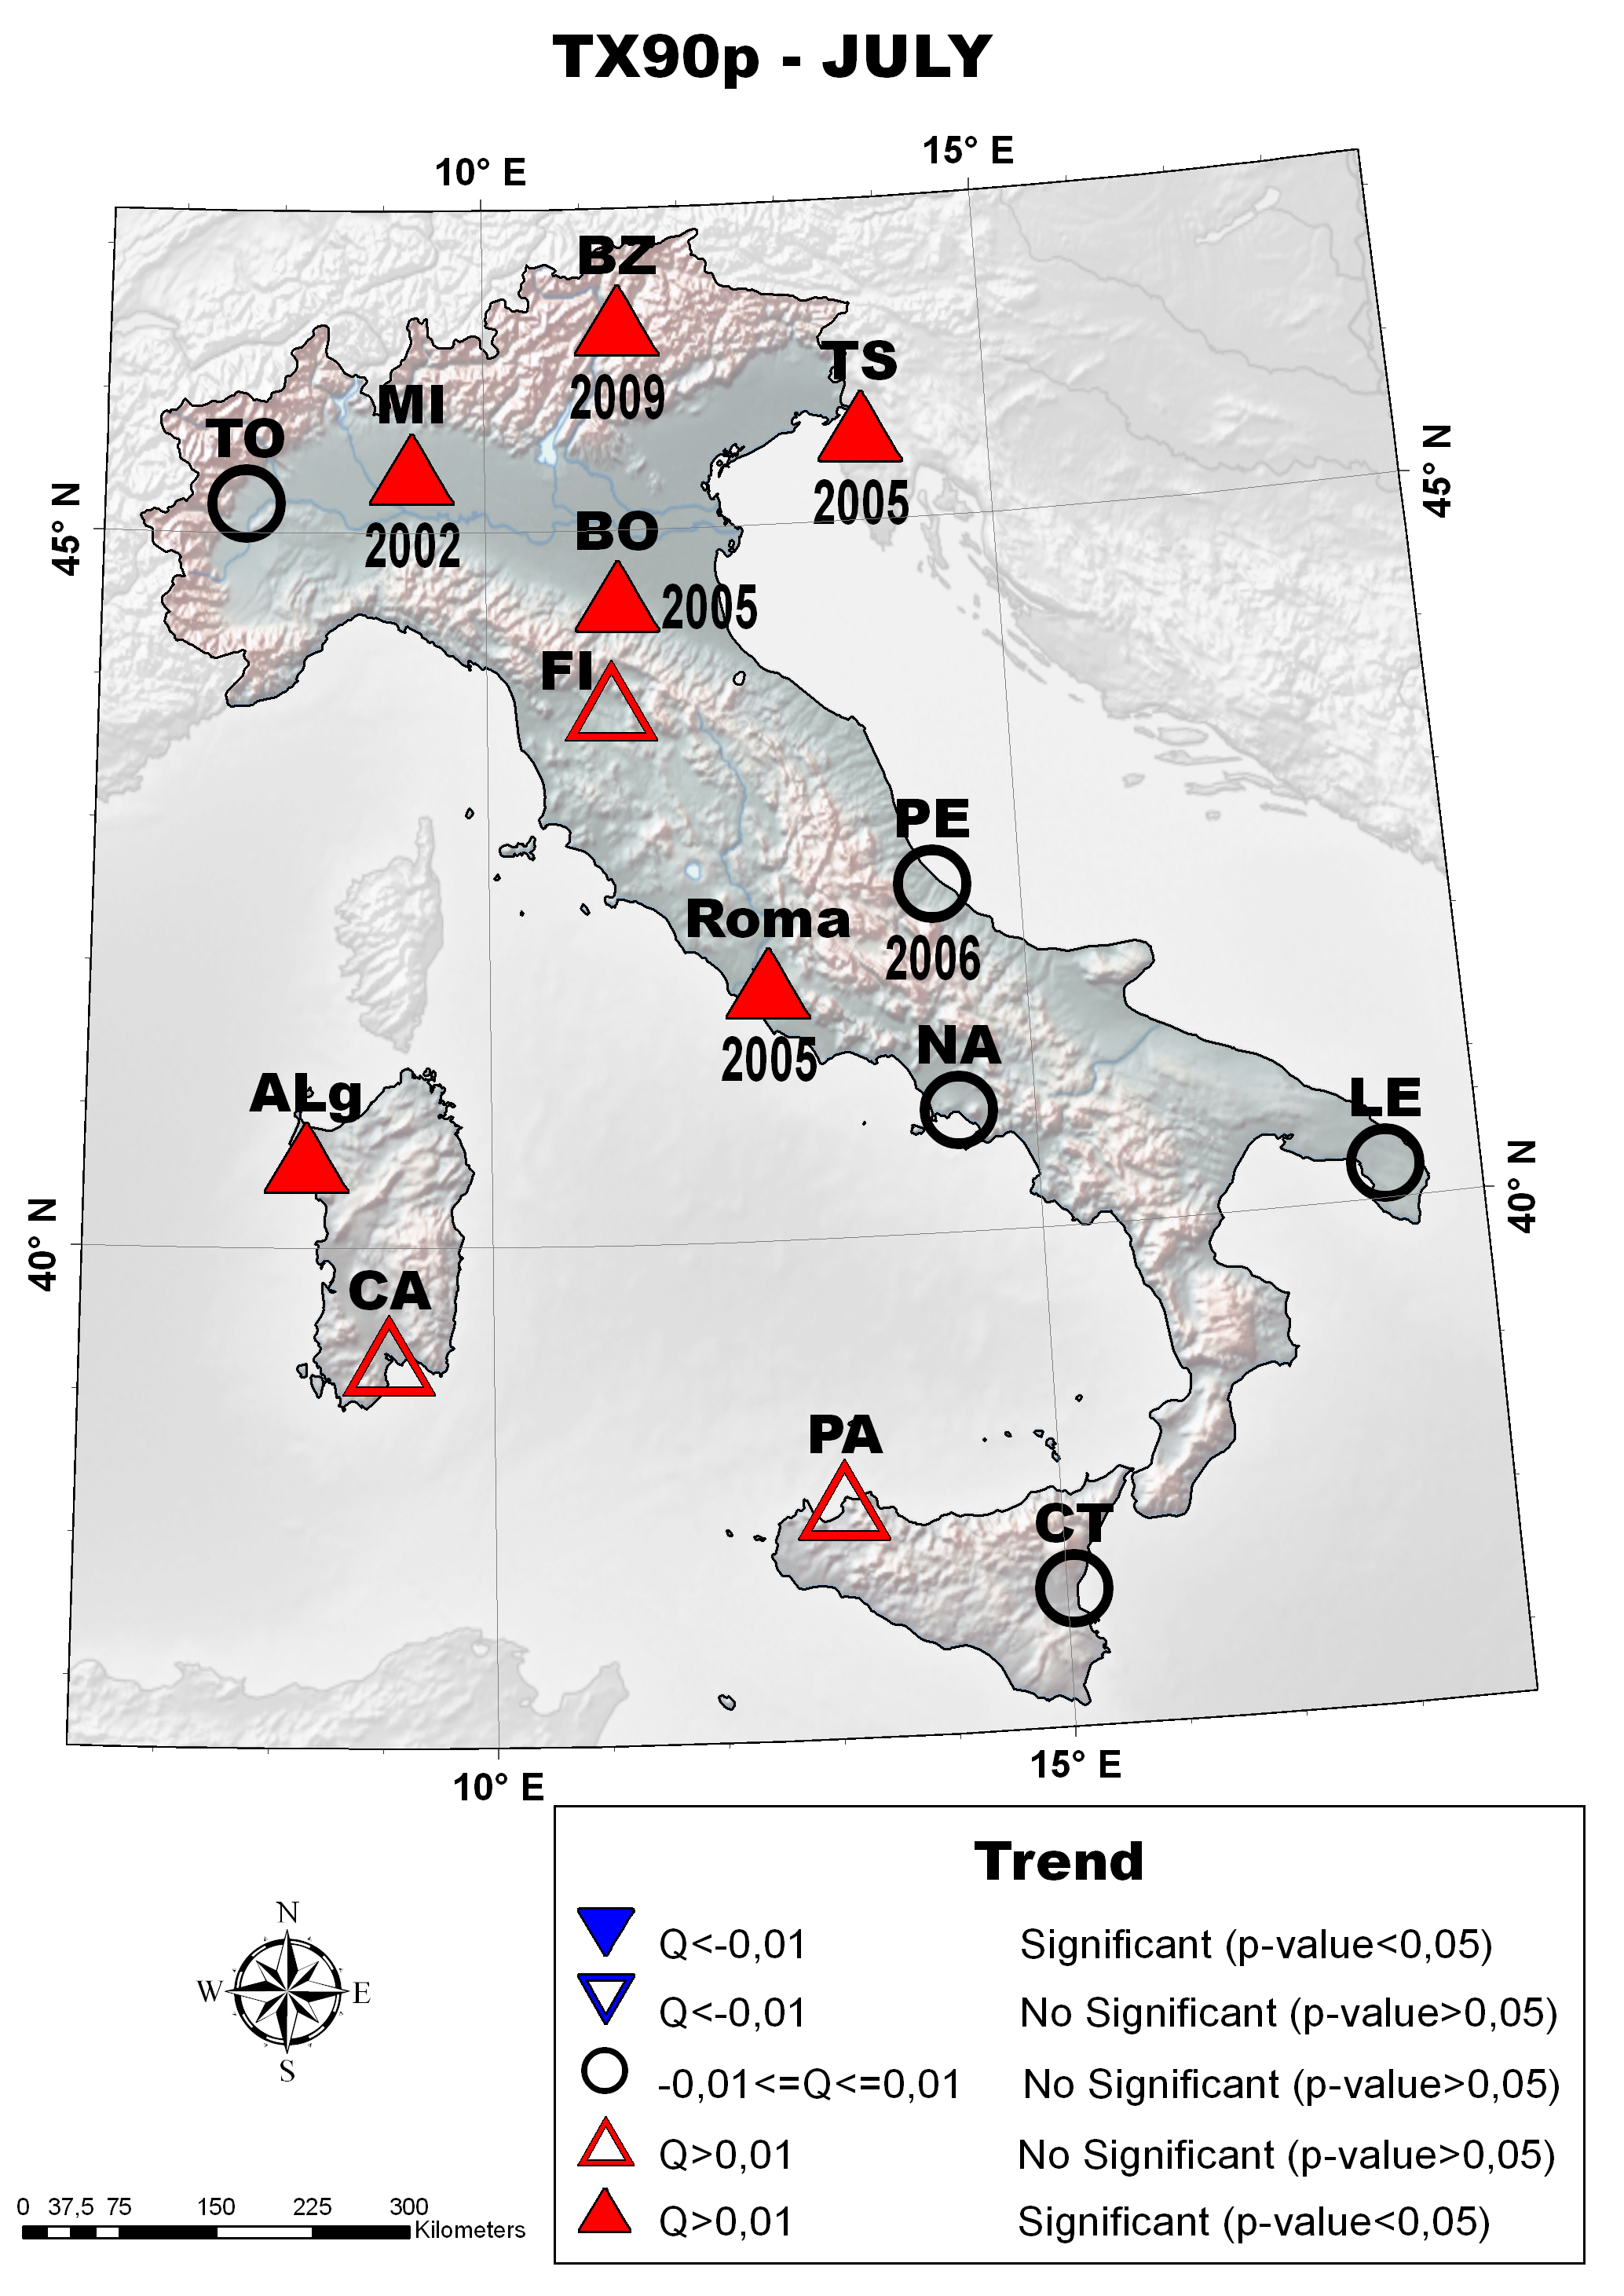 TX90p - JULY
15° E
10° E
BZ
TS
2009
MI
TO
45° N
45° N
2005
BO
2002
2005
FI
PE
Roma
2006
NA
2005
ALg
LE
40° N
40° N
CA
PA
CT
15° E
10° E
Trend
Q<-0,01 Significant (p-value<0,05)
Q<-0,01 No Significant (p-value>0,05)
-0,01<=Q<=0,01 No Significant (p-value>0,05)
Q>0,01 No Significant (p-value>0,05)
Q>0,01 Significant (p-value<0,05)
N
W E
S
0 37,5 75 150 225 300
Kilometers